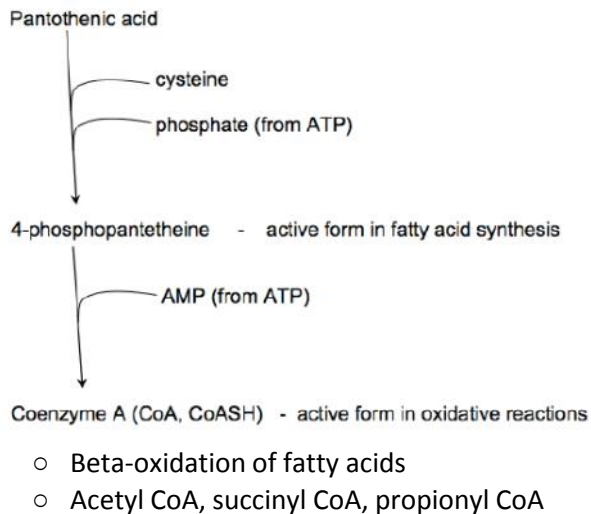 Pantothenic acid
cysteine
phosphate (from ATP)
4-phosphopantetheine - active form in fatty acid synthesis
AMP (from ATP)
Coenzyme A (CoA, CoASH) - active form in oxidative reactions
○ Beta-oxidation of fatty acids
○ Acetyl CoA, succinyl CoA, propionyl CoA